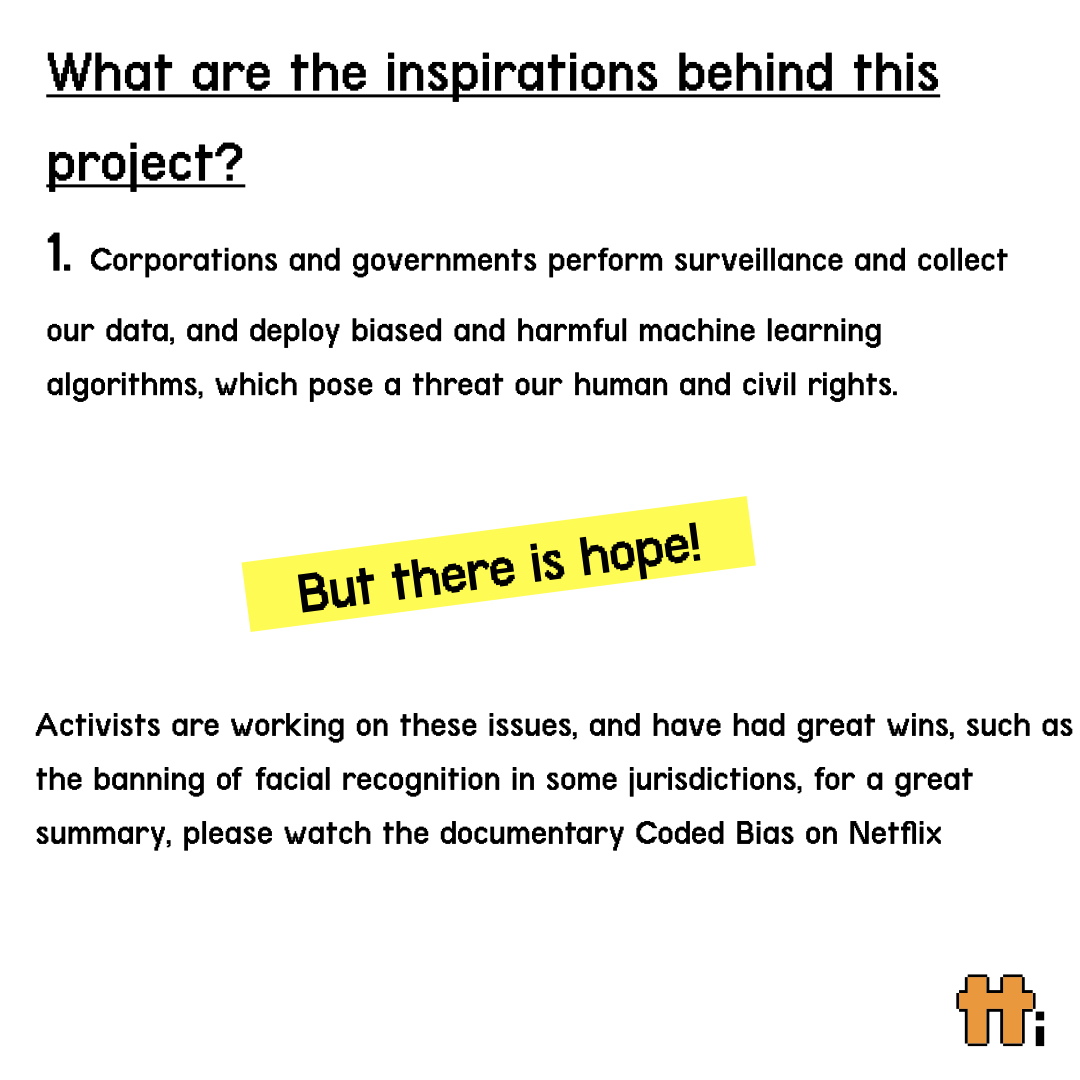 What are the inspirations behind this
project?
1. Corporations and governments perform surveillance and collect
our data, and deploy biased and harmful machine learning
algorithms, which pose a threat our human and civil rights.
But there is hope!
Activists are working on these issues, and have had great wins, such as
the banning of facial recognition in some jurisdictions, for a great
summary, please watch the documentary Coded Bias on Netflix